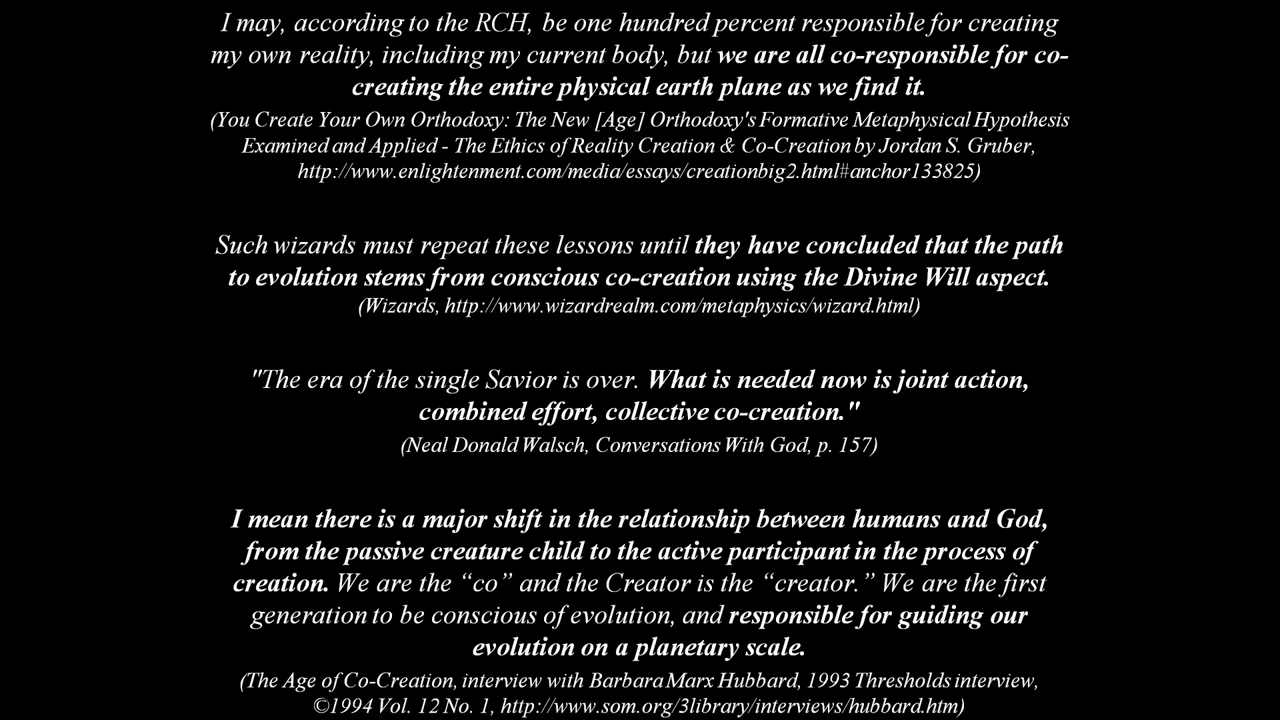 I may, according to the RCH, be one hundred percent responsible for creating
my own reality, including my current body, but we are all co-responsible for co-
creating the entire physical earth plane as we find it.
(You Create Your Own Orthodoxy: The New [Age] Orthodoxy's Formative Metaphysical Hypothesis
Examined and Applied - The Ethics of Reality Creation & Co-Creation by Jordan S. Gruber,
http://www.enlightenment.com/media/essays/creationbig2.html#anchor133825)
Such wizards must repeat these lessons until they have concluded that the path
to evolution stems from conscious co-creation using the Divine Will aspect.
(Wizards, http://www.wizardrealm.com/metaphysics/wizard.html)
"The era of the single Savior is over. What is needed now is joint action,
combined effort, collective co-creation."
(Neal Donald Walsch, Conversations With God, p. 157)
I mean there is a major shift in the relationship between humans and God,
from the passive creature child to the active participant in the process of
creation. We are the “co” and the Creator is the “creator.” We are the first
generation to be conscious of evolution, and responsible for guiding our
evolution on a planetary scale.
(The Age of Co-Creation, interview with Barbara Marx Hubbard, 1993 Thresholds interview,
©1994 Vol. 12 No. 1, http://www.som.org/3library/interviews/hubbard.htm)